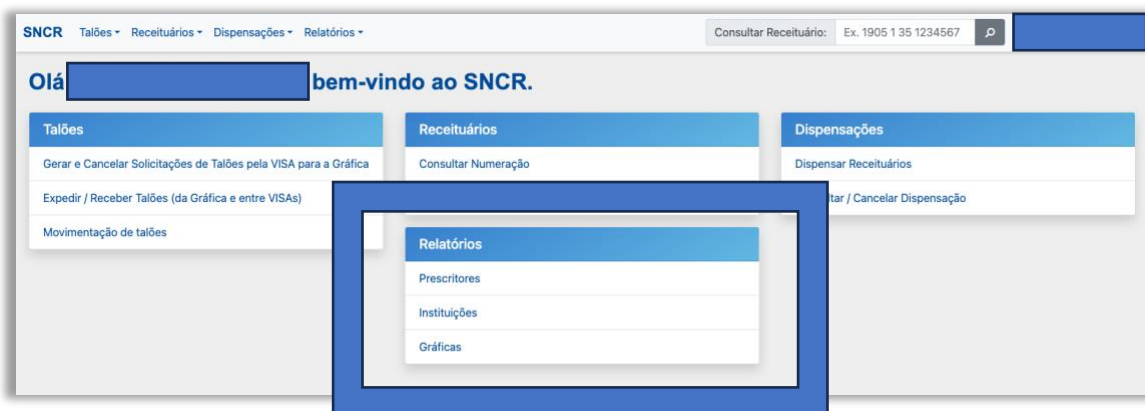 SNCR Talões Receituários Dispensações Relatórios Consultar Receituário: Ex. 1905 1 35 1234567
Olá bem-vindo ao SNCR.
Talões
Gerar e Cancelar Solicitações de Talões pela VISA para a Gráfica
Expedir / Receber Talões (da Gráfica e entre VISAs)
Movimentação de talões
Receituários
Consultar Numeração
Relatórios
Prescritores
Instituições
Gráficas
Dispensações
Dispensar Receituários
/ Cancelar Dispensação